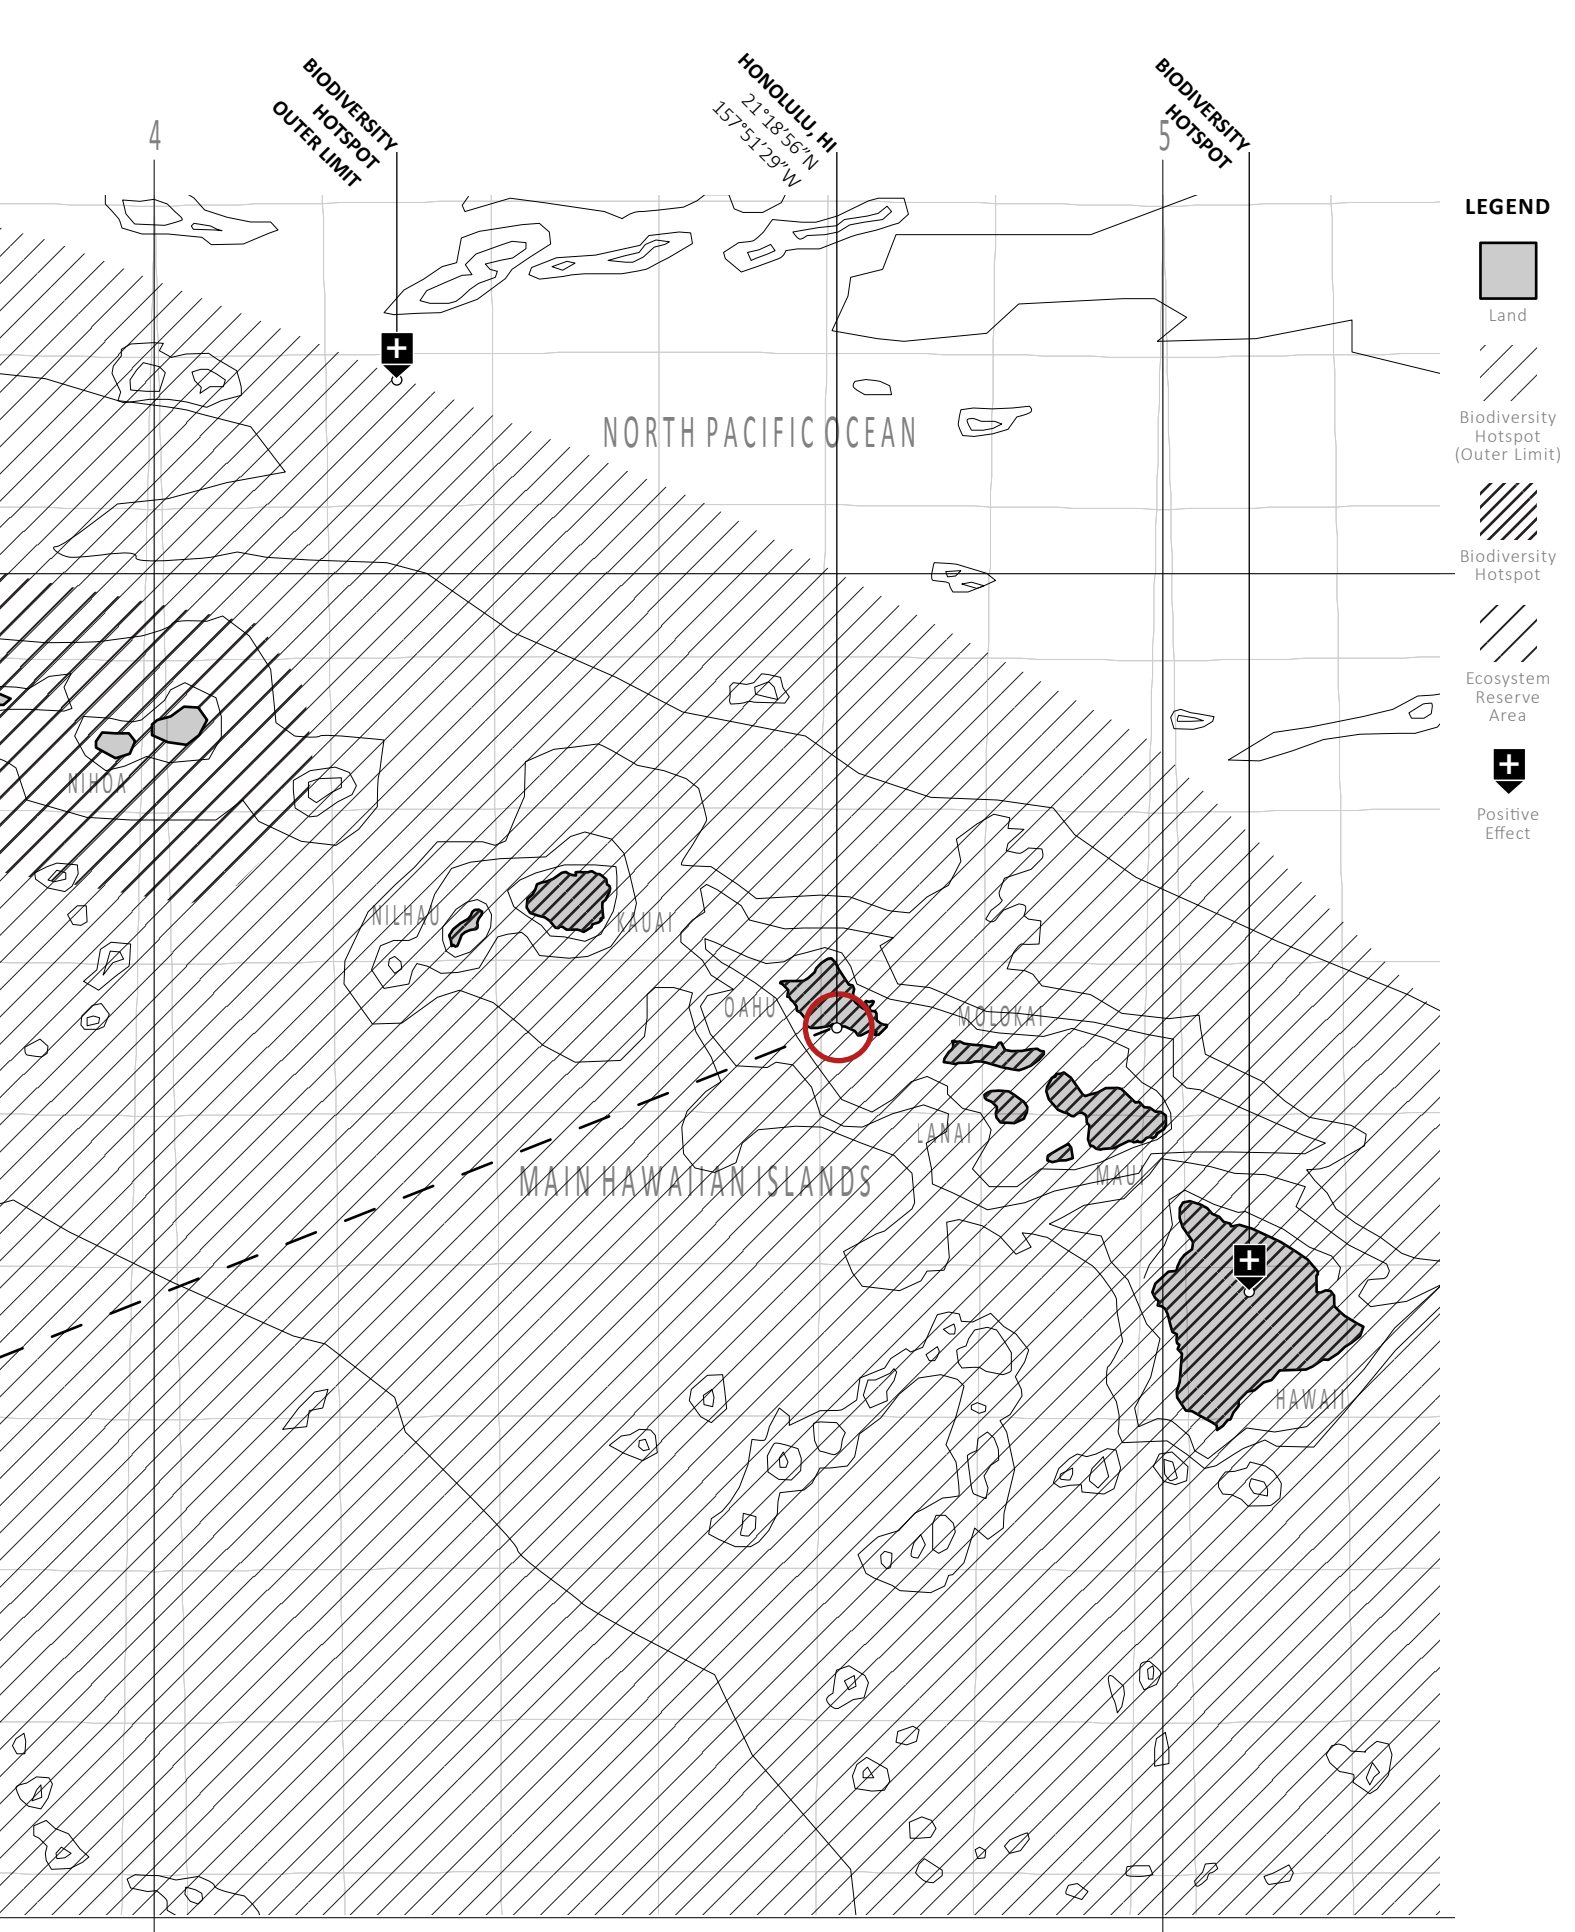 BIODIVERSITY
HOTSPOT
OUTER LIMIT
HONOLULU, HI
21°18'56"N
157°51'29"W
BIODIVERSITY
HOTSPOT
4
5
LEGEND
Land
Biodiversity
Hotspot
(Outer Limit)
Biodiversity
Hotspot
Ecosystem
Reserve
Area
Positive
Effect
NORTH PACIFIC OCEAN
NIHOA
NILHAU
KAUAI
OAHU
MOLOKAI
LANAI
MAUI
MAIN HAWAIIAN ISLANDS
HAWAII